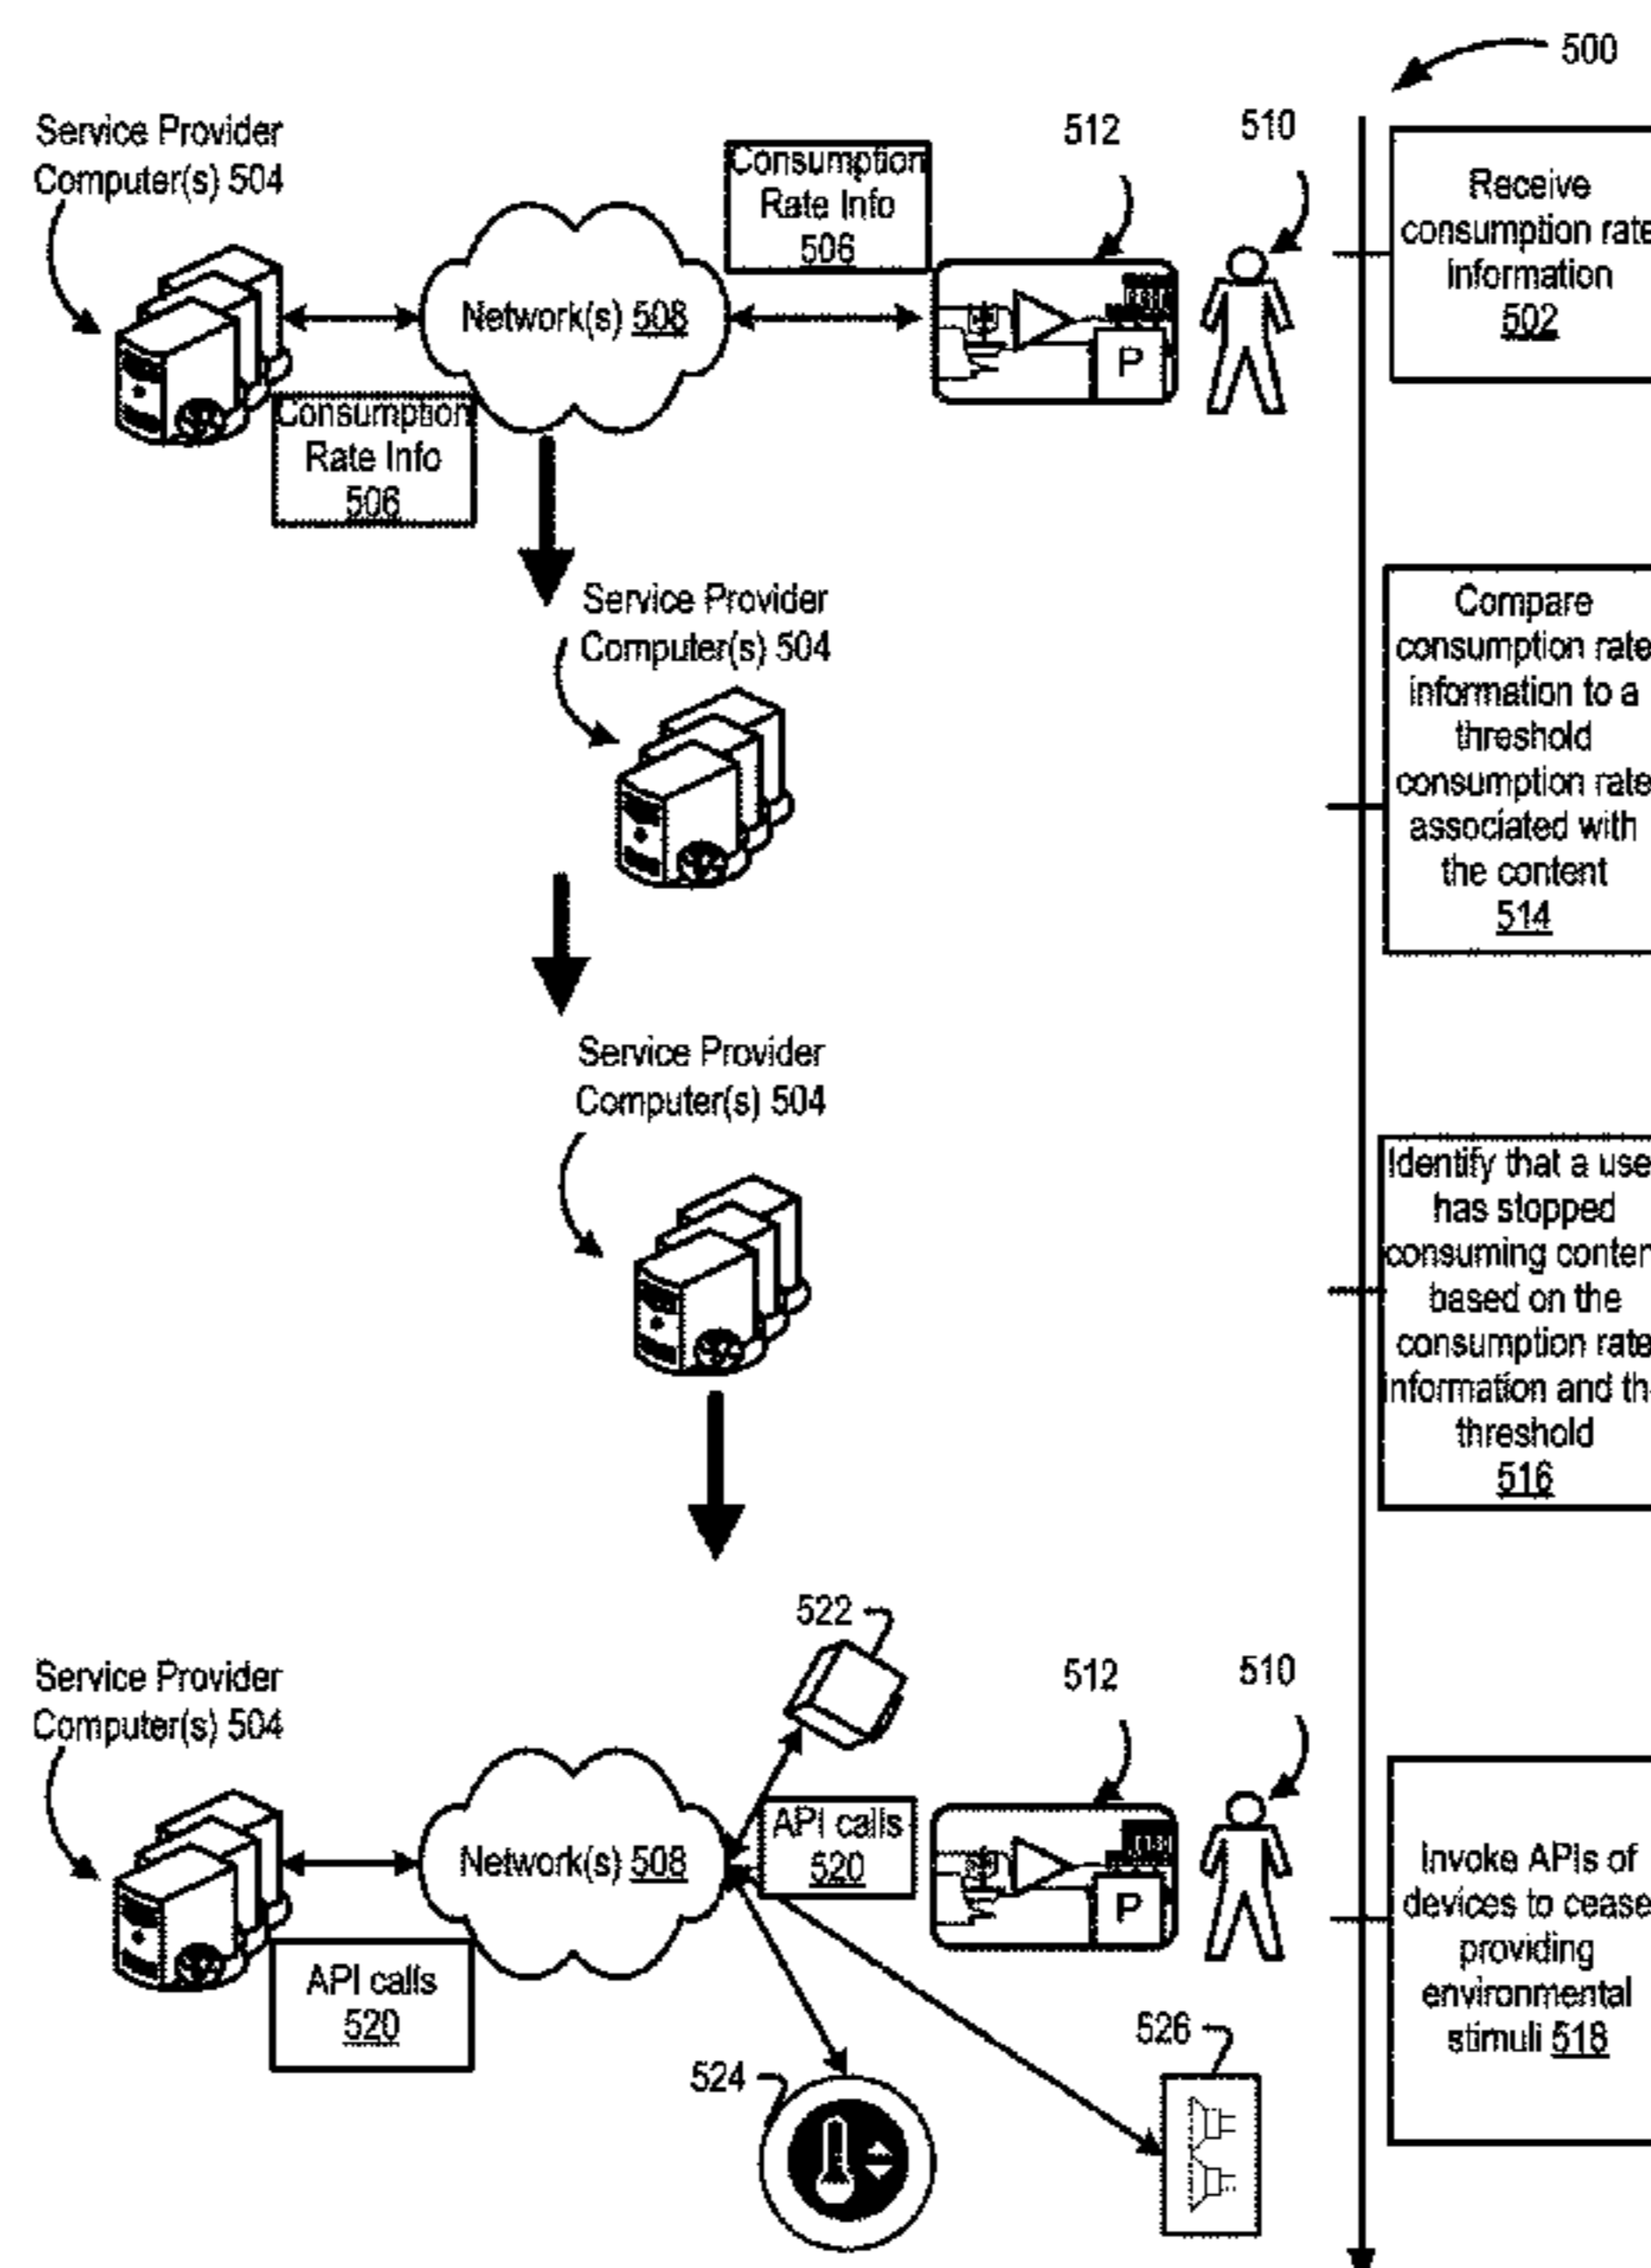 500
Service Provider
Computer(s) 504
Consumption
Rate Info
506
512
510
Receive
consumption rate
information
502
Network(s) 508
P
Consumption
Rate Info
506
Service Provider
Computer(s) 504
Compare
consumption rate
information to a
threshold
consumption rate
associated with
the content
514
Service Provider
Computer(s) 504
Identify that a use
has stopped
consuming conten
based on the
consumption rate
information and th
threshold
516
522
Service Provider
Computer(s) 504
512
510
Network(s) 508
API calls
520
P
Invoke APIs of
devices to cease
providing
environmental
stimuli 518
API calls
520
524
526